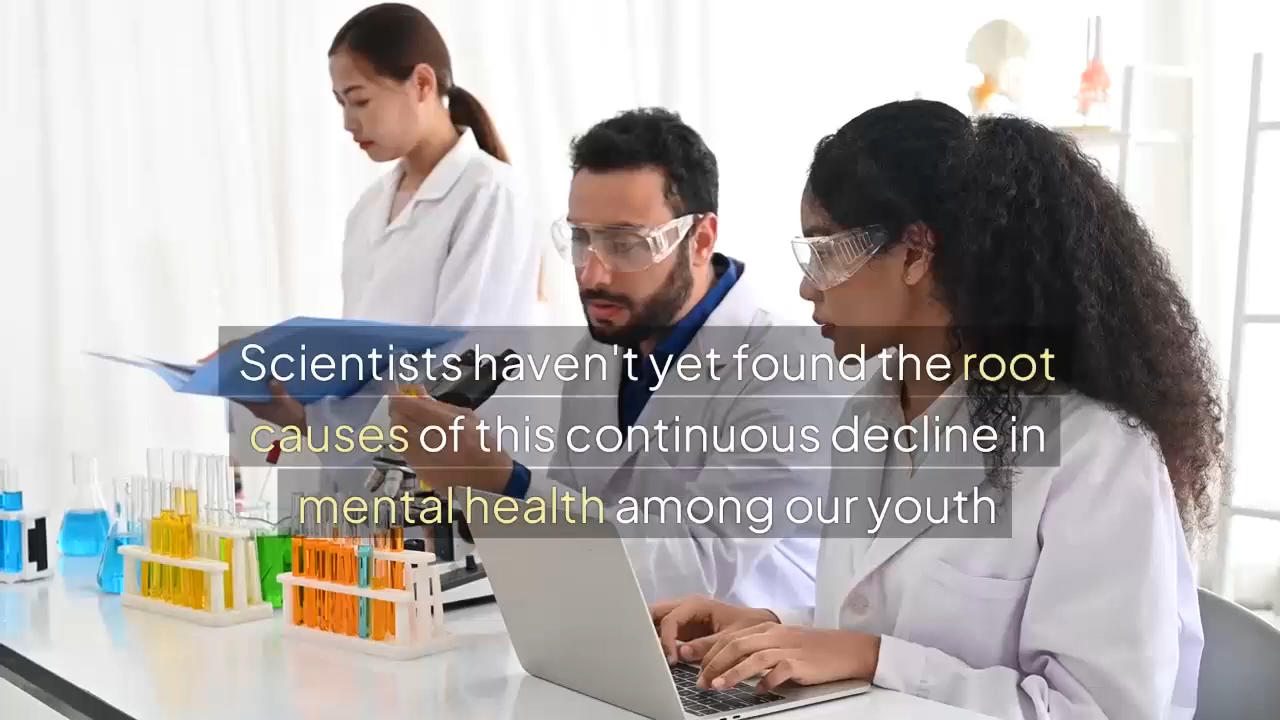 Scientists haven't yet found the root
causes of this continuous decline in
mental health among our youth